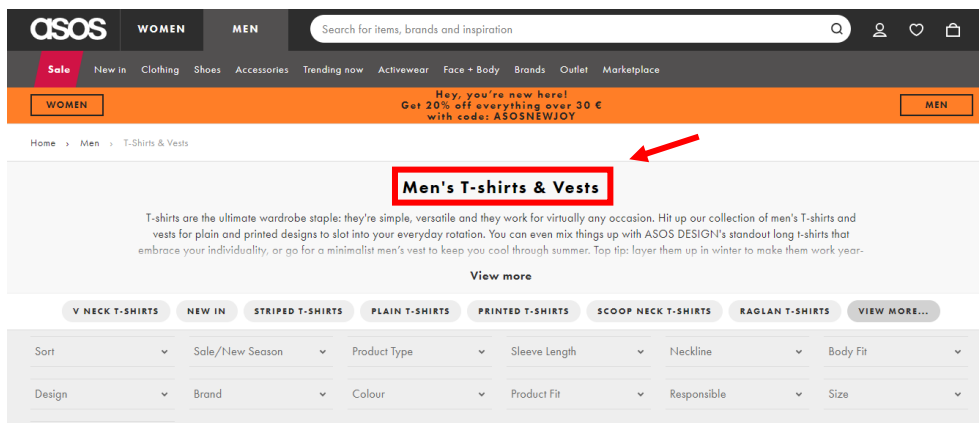 asos WOMEN MEN Search for items, brands and inspiration
Sale New in Clothing Shoes Accessories Trending now Activewear Face + Body Brands Outlet Marketplace
WOMEN
Hey, you're new here!
Get 20% off everything over 30 €
with code: ASOSNEWJOY
MEN
Home › Men › T-Shirts & Vests
Men's T-shirts & Vests
T-shirts are the ultimate wardrobe staple: they're simple, versatile and they work for virtually any occasion. Hit up our collection of men's T-shirts and
vests for plain and printed designs to slot into your everyday rotation. You can even mix things up with ASOS DESIGN's standout long t-shirts that
embrace your individuality, or go for a minimalist men's vest to keep you cool through summer. Top tip: layer them up in winter to make them work year-
View more
V NECK T-SHIRTS NEW IN STRIPED T-SHIRTS PLAIN T-SHIRTS PRINTED T-SHIRTS SCOOP NECK T-SHIRTS RAGLAN T-SHIRTS VIEW MORE...
Sort Sale/New Season Product Type Sleeve Length Neckline Body Fit
Design Brand Colour Product Fit Responsible Size